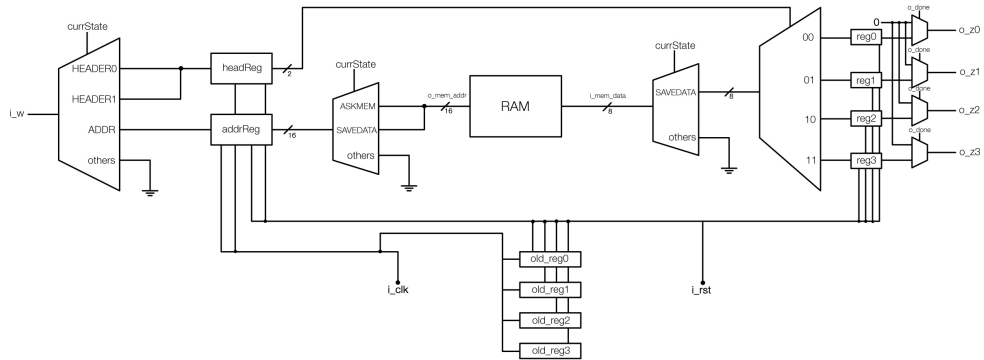 currState
HEADER0
HEADER1
i_w
ADDR
others
headReg
2
addrReg
16
currState
ASKMEM
SAVEDATA
others
o_mem_addr
16
RAM
i_mem_data
8
currState
SAVEDATA
8
others
00
01
10
11
reg0
reg1
reg2
reg3
0
o_done
o_z0
o_done
o_z1
o_done
o_z2
o_done
o_z3
old_reg0
old_reg1
old_reg2
old_reg3
i_clk
i_rst